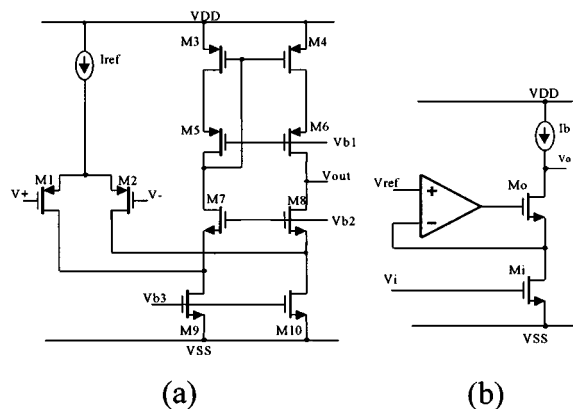 VDD
M3
M4
Iref
M5
M6
Vb1
M1
M2
V+
V-
Vout
M7
M8
Vb2
Vb3
M9
M10
VSS
(a)
VDD
Ib
Vo
Vref
+
Mo
-
Vi
Mi
VSS
(b)